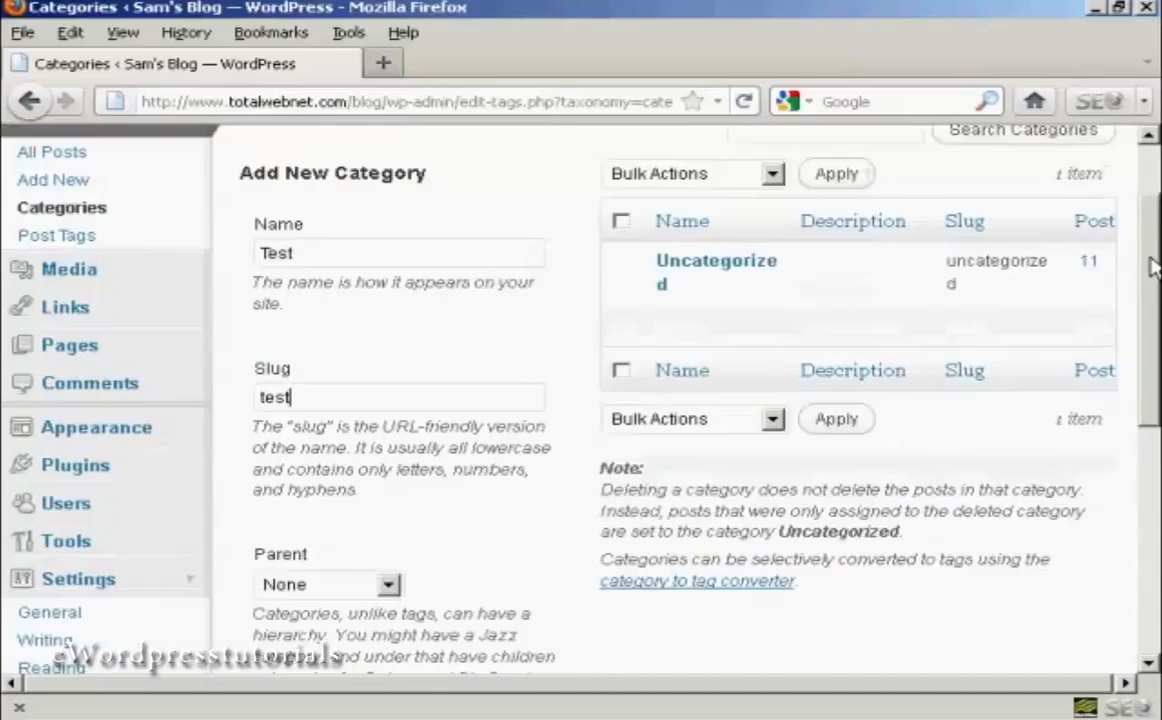 Categories ‹ Sam's Blog — WordPress - Mozilla Firefox
File Edit View History Bookmarks Tools Help
Categories ‹ Sam's Blog — WordPress
http://www.totalwebnet.com/blog/wp-admin/edit-tags.php?taxonomy=cate
Google
SE
All Posts
Add New
Categories
Post Tags
Media
Links
Pages
Comments
Appearance
Plugins
Users
Tools
Settings
General
Writing
Reading
Add New Category
Name
Test
The name is how it appears on your
site.
Slug
test
The "slug" is the URL-friendly version
of the name. It is usually all lowercase
and contains only letters, numbers,
and hyphens.
Parent
None
Categories, unlike tags, can have a
hierarchy. You might have a Jazz
and under that have children
Search Categories
Bulk Actions Apply 1 item
Name Description Slug Post
Uncategorize uncategorize 11
d d
Name Description Slug Post
Bulk Actions Apply 1 item
Note:
Deleting a category does not delete the posts in that category.
Instead, posts that were only assigned to the deleted category
are set to the category Uncategorized.
Categories can be selectively converted to tags using the
category to tag converter.
eWordpresstutorials
SE